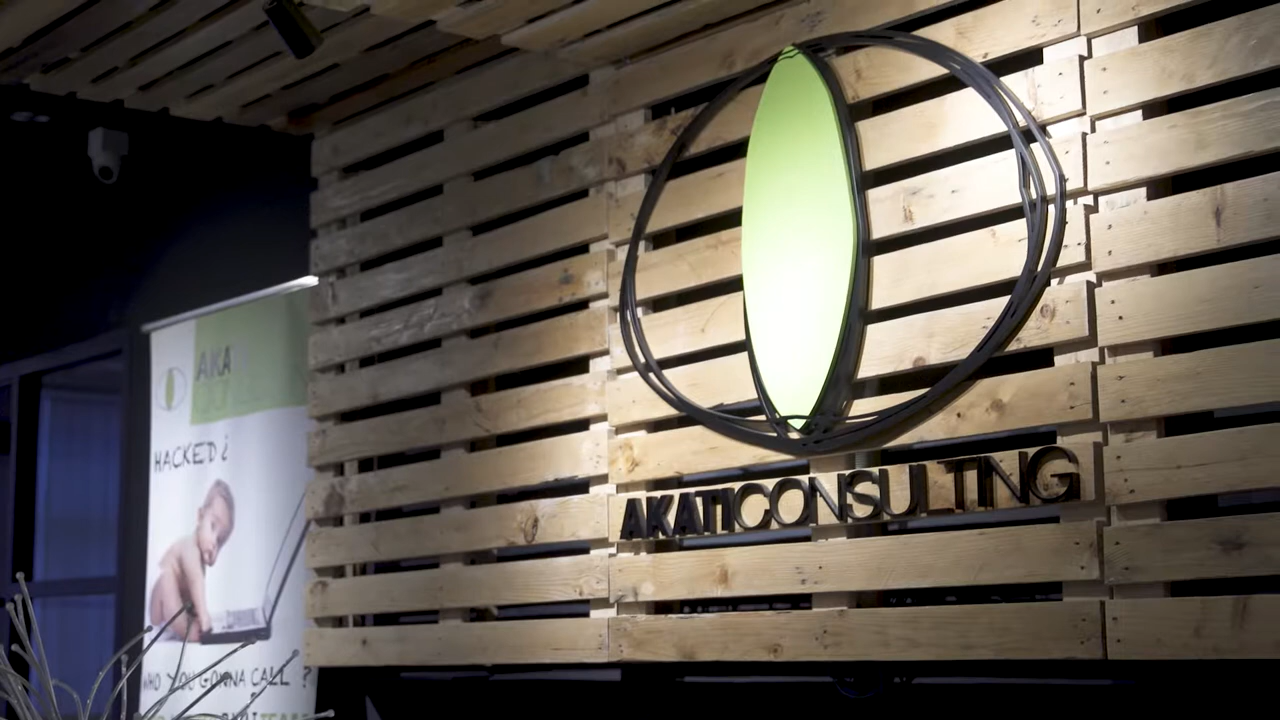 AKA
HACKED ¿
AKATICONSULTING
WHO YOU GONNA CALL ?